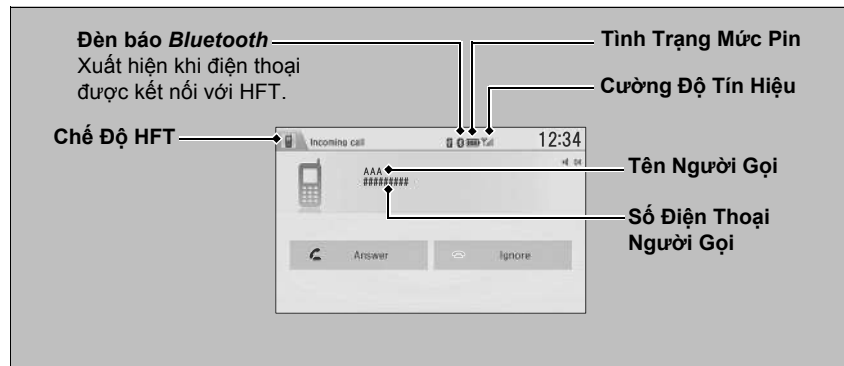 Đèn báo Bluetooth
Xuất hiện khi điện thoại
được kết nối với HFT.
Tình Trạng Mức Pin
Cường Độ Tín Hiệu
Chế Độ HFT
Incoming call
12:34
AAA
#########
04
Tên Người Gọi
Số Điện Thoại
Người Gọi
Answer
Ignore